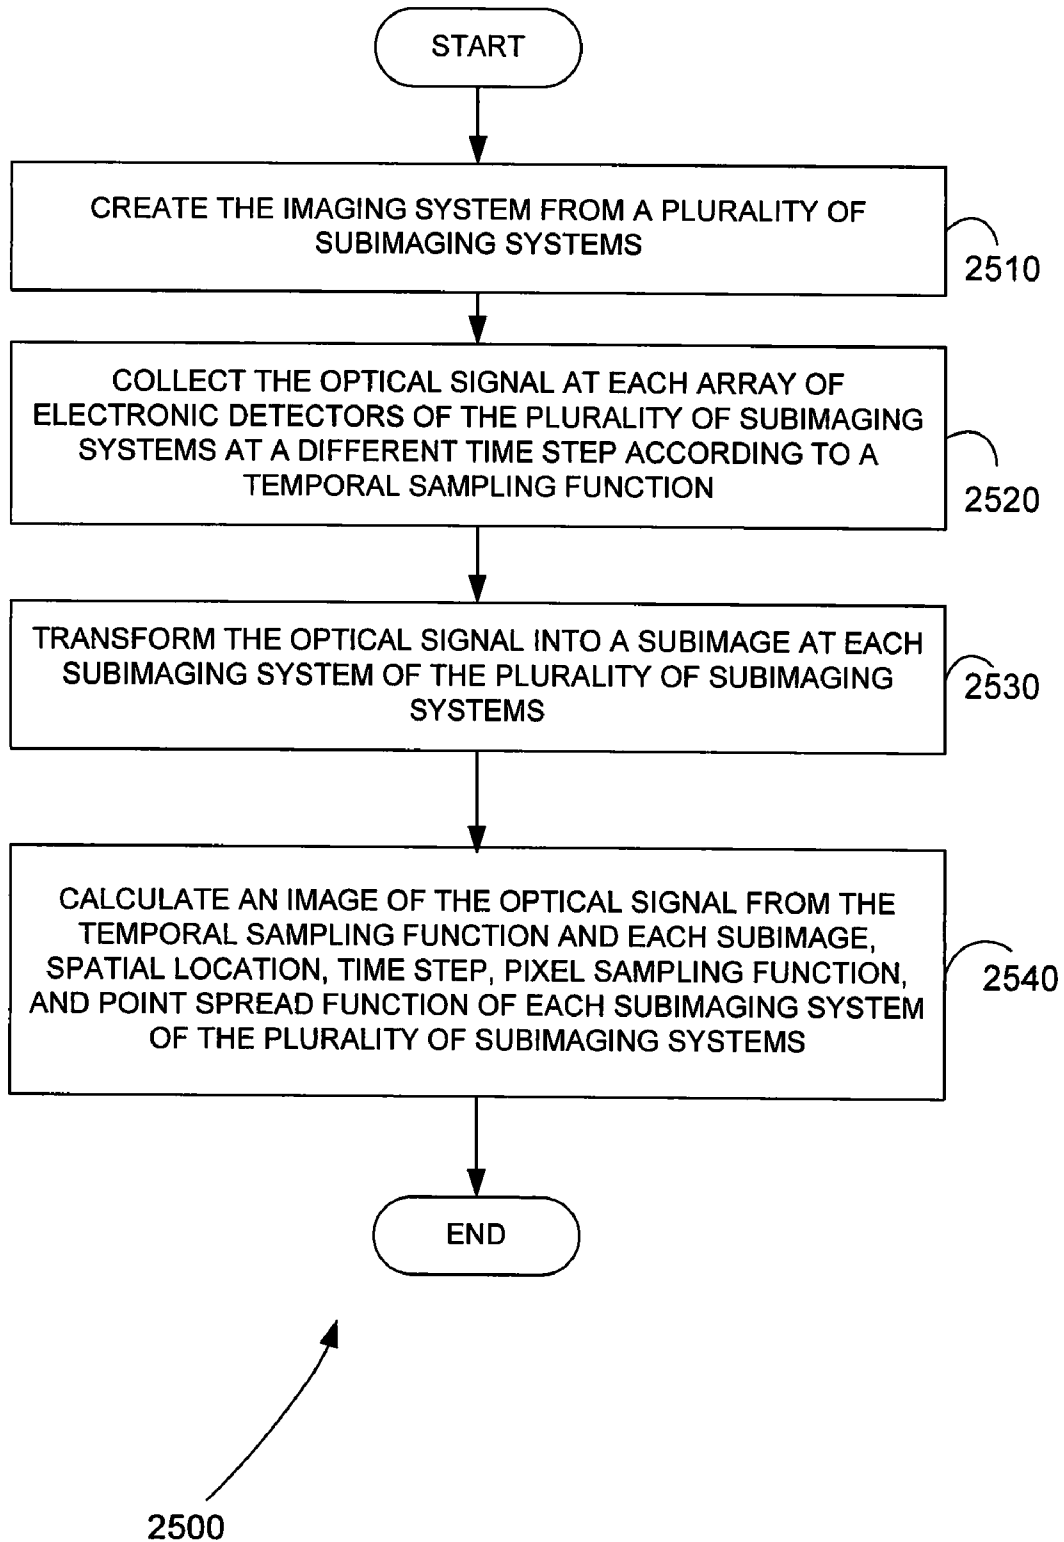 START
CREATE THE IMAGING SYSTEM FROM A PLURALITY OF
SUBIMAGING SYSTEMS
2510
COLLECT THE OPTICAL SIGNAL AT EACH ARRAY OF
ELECTRONIC DETECTORS OF THE PLURALITY OF SUBIMAGING
SYSTEMS AT A DIFFERENT TIME STEP ACCORDING TO A
TEMPORAL SAMPLING FUNCTION
2520
TRANSFORM THE OPTICAL SIGNAL INTO A SUBIMAGE AT EACH
SUBIMAGING SYSTEM OF THE PLURALITY OF SUBIMAGING
SYSTEMS
2530
CALCULATE AN IMAGE OF THE OPTICAL SIGNAL FROM THE
TEMPORAL SAMPLING FUNCTION AND EACH SUBIMAGE,
SPATIAL LOCATION, TIME STEP, PIXEL SAMPLING FUNCTION,
AND POINT SPREAD FUNCTION OF EACH SUBIMAGING SYSTEM
OF THE PLURALITY OF SUBIMAGING SYSTEMS
2540
END
2500